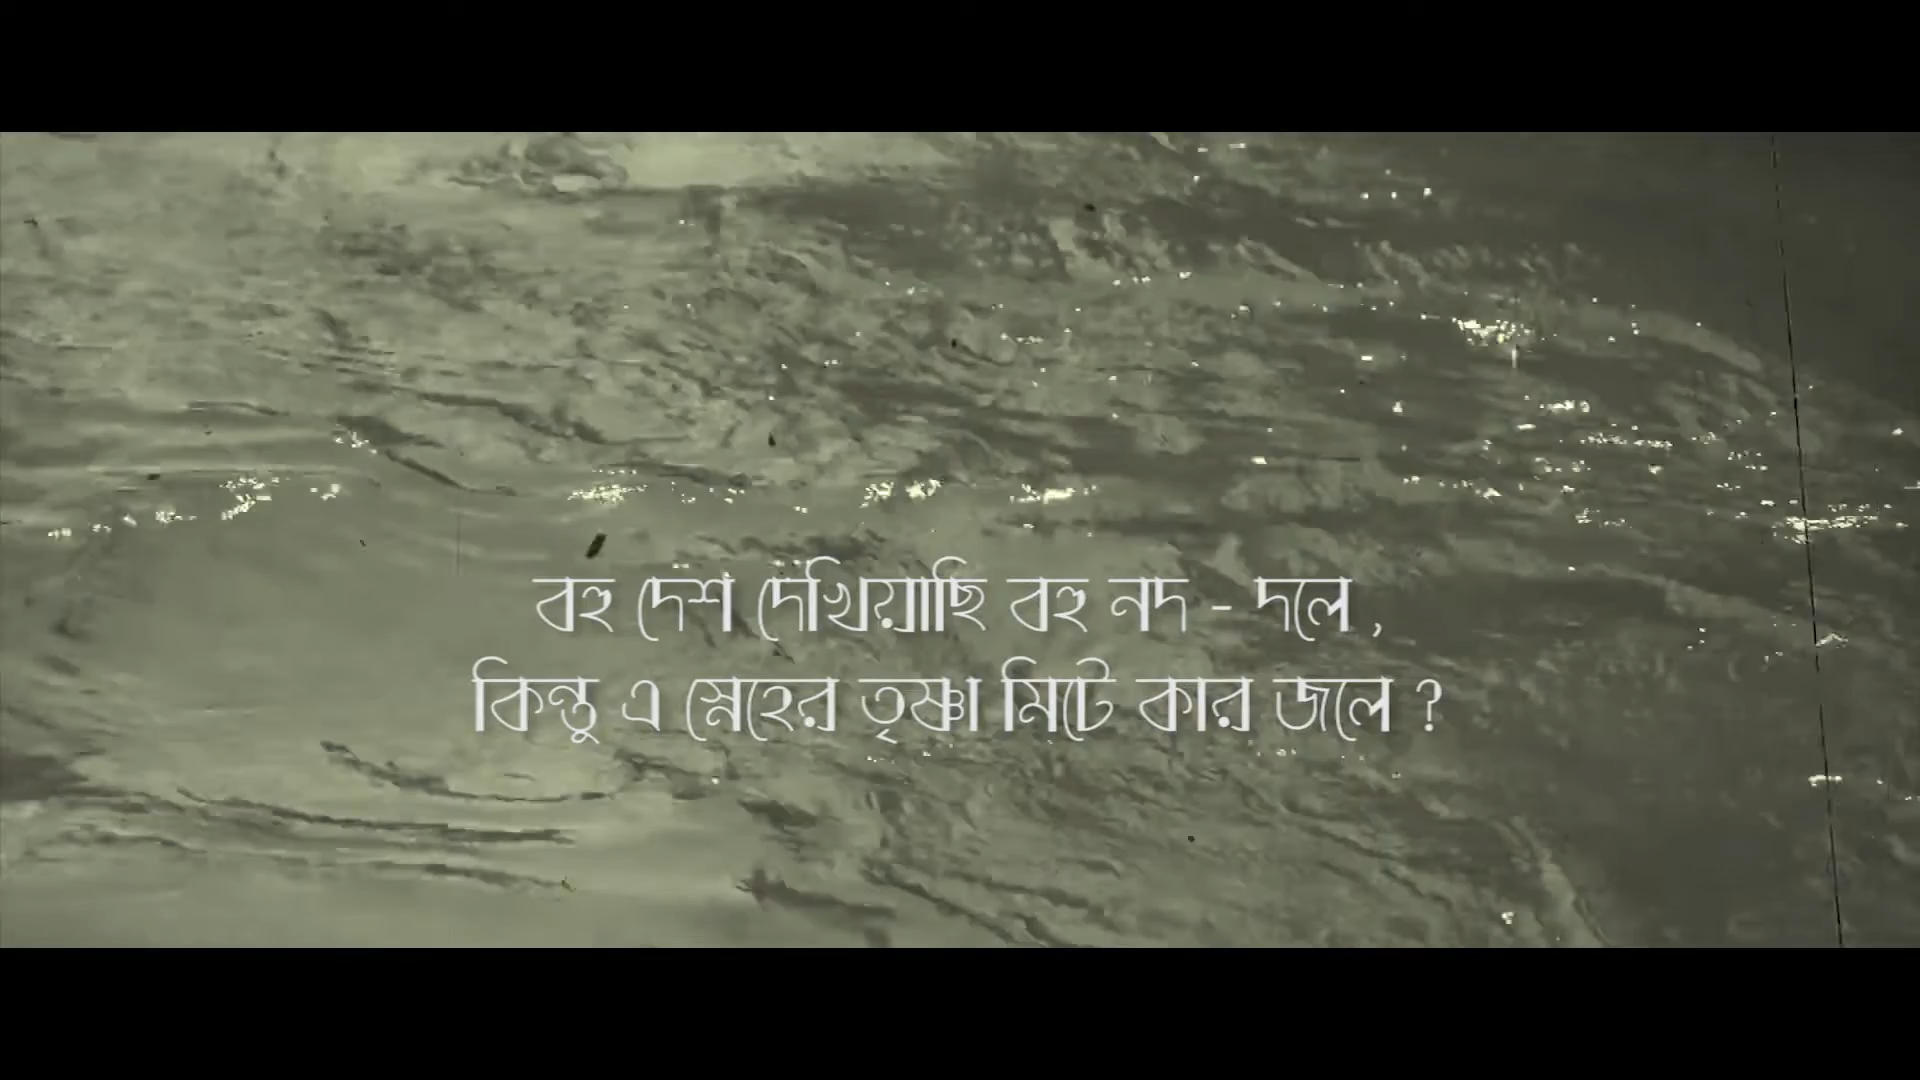 বহু দেশ দেখিয়াছি বহু নদ - দলে ,
কিন্তু এ স্নেহের তৃষ্ণা মিটে কার জলে ?